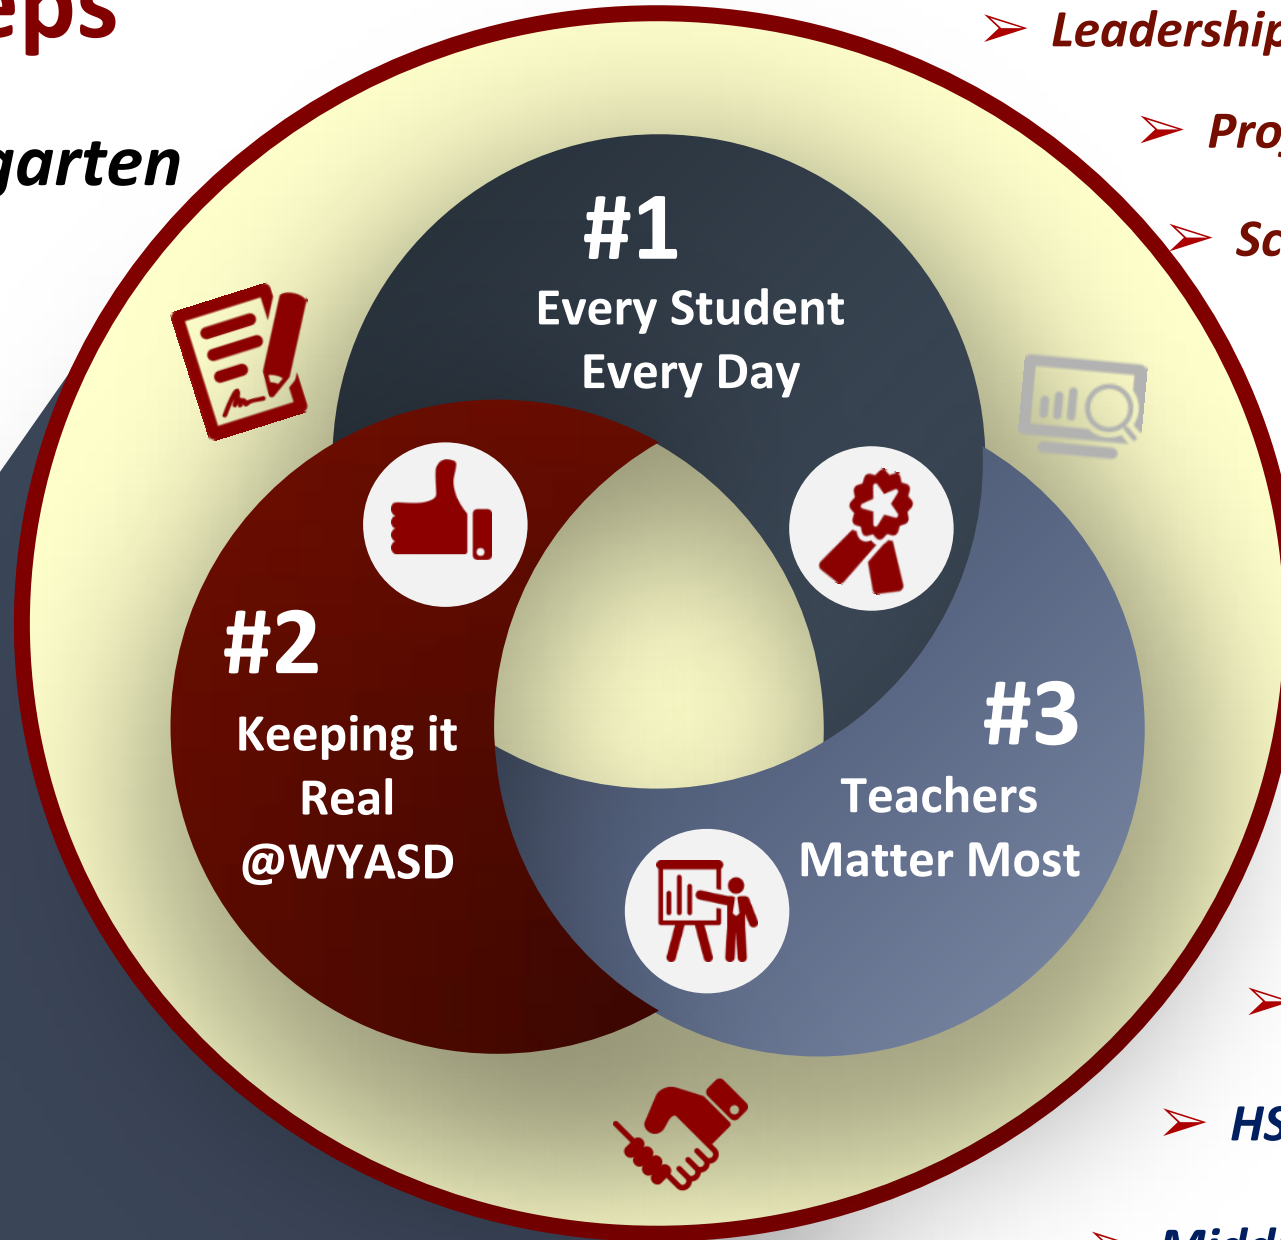 eps
garten
Leadership
Pro
Sc
#1
Every Student
Every Day
#2
Keeping it
Real
@WYASD
#3
Teachers
Matter Most
HS
Midd